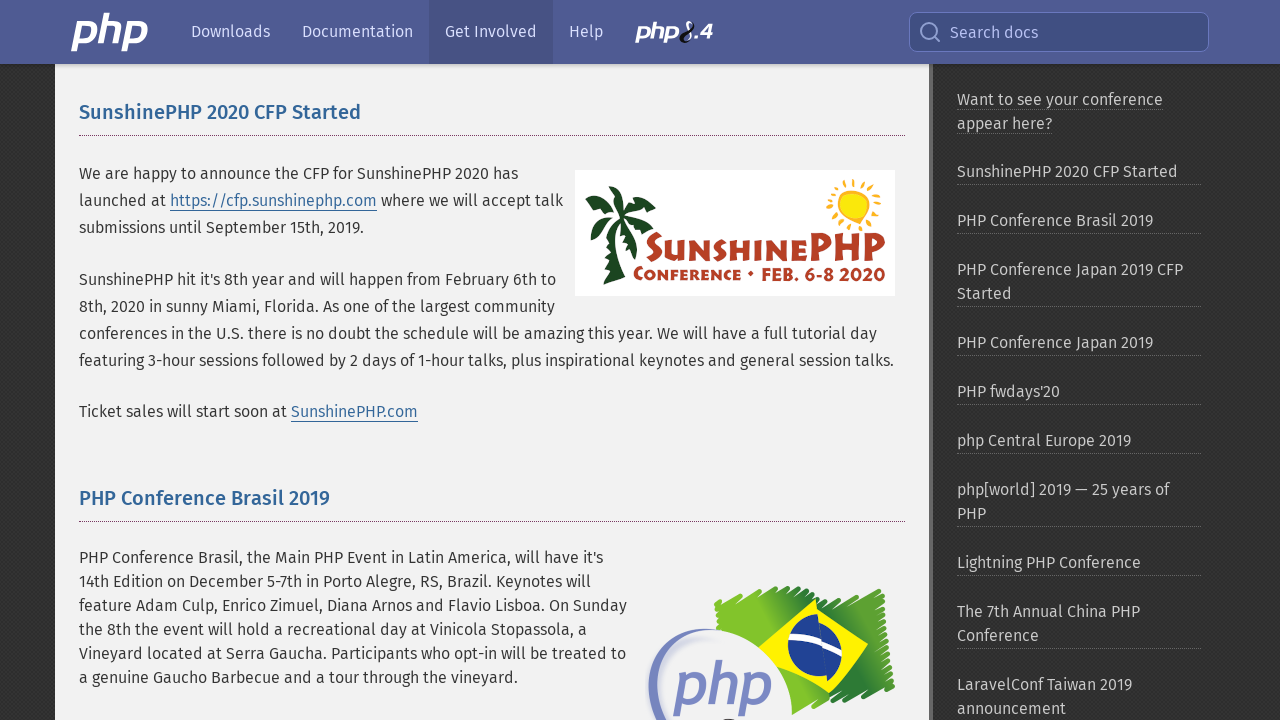 php
Downloads
Documentation
Get Involved
Help
php8.4
Search docs
SunshinePHP 2020 CFP Started
We are happy to announce the CFP for SunshinePHP 2020 has
launched at https://cfp.sunshinephp.com where we will accept talk
submissions until September 15th, 2019.
SunshinePHP
Conference • Feb. 6-8 2020
SunshinePHP hit it's 8th year and will happen from February 6th to
8th, 2020 in sunny Miami, Florida. As one of the largest community
conferences in the U.S. there is no doubt the schedule will be amazing this year. We will have a full tutorial day
featuring 3-hour sessions followed by 2 days of 1-hour talks, plus inspirational keynotes and general session talks.
Ticket sales will start soon at SunshinePHP.com
PHP Conference Brasil 2019
PHP Conference Brasil, the Main PHP Event in Latin America, will have it's
14th Edition on December 5-7th in Porto Alegre, RS, Brazil. Keynotes will
feature Adam Culp, Enrico Zimuel, Diana Arnos and Flavio Lisboa. On Sunday
the 8th the event will hold a recreational day at Vinicola Stopassola, a
Vineyard located at Serra Gaucha. Participants who opt-in will be treated to
a genuine Gaucho Barbecue and a tour through the vineyard.
php
Want to see your conference
appear here?
SunshinePHP 2020 CFP Started
PHP Conference Brasil 2019
PHP Conference Japan 2019 CFP
Started
PHP Conference Japan 2019
PHP fwdays'20
php Central Europe 2019
php[world] 2019 — 25 years of
PHP
Lightning PHP Conference
The 7th Annual China PHP
Conference
LaravelConf Taiwan 2019
announcement